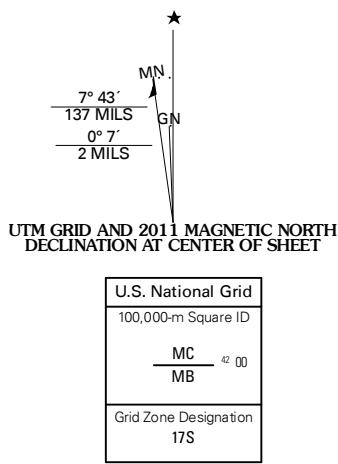 ★
MN
7° 43´
137 MILS
GN
0° 7´
2 MILS
UTM GRID AND 2011 MAGNETIC NORTH
DECLINATION AT CENTER OF SHEET
U.S. National Grid
100,000-m Square ID
MC
42 00
MB
Grid Zone Designation
17S